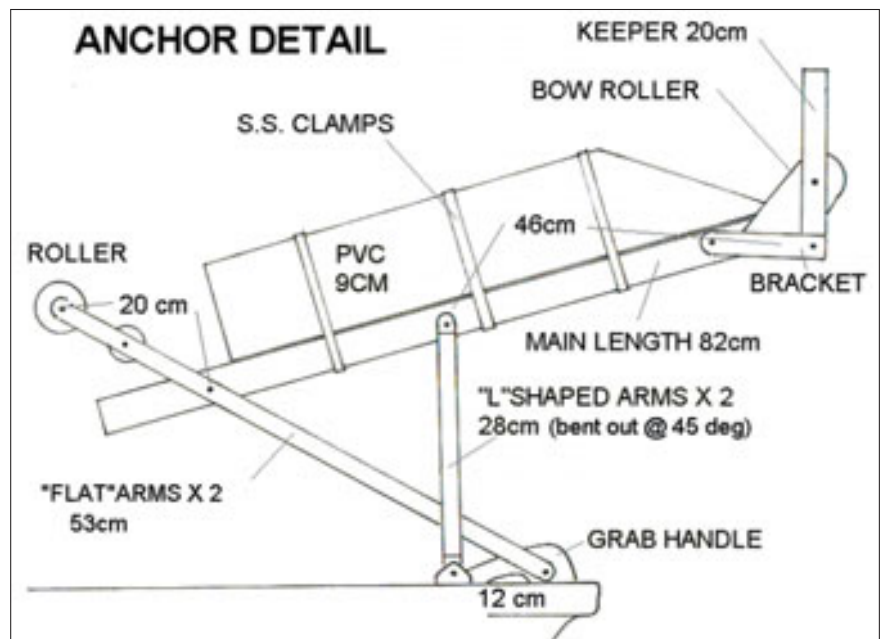 ANCHOR DETAIL
KEEPER 20cm
BOW ROLLER
S.S. CLAMPS
46cm
ROLLER
PVC
9CM
20 cm
BRACKET
MAIN LENGTH 82cm
"L"SHAPED ARMS X 2
28cm (bent out @ 45 deg)
"FLAT"ARMS X 2
53cm
GRAB HANDLE
12 cm